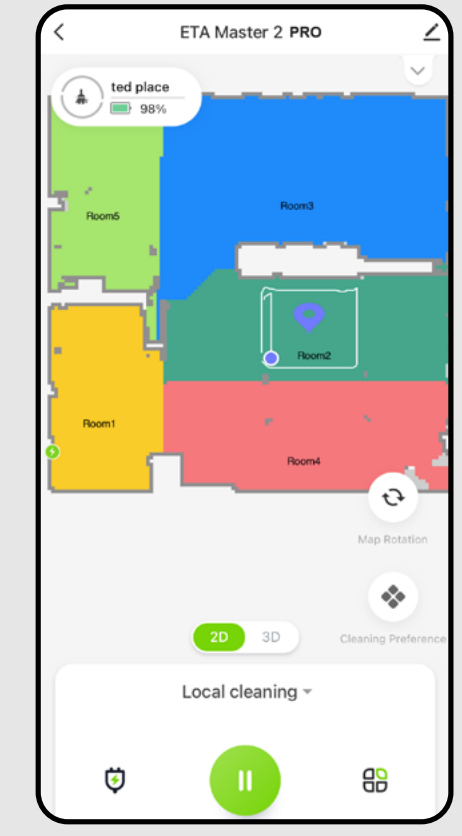 ETA Master 2 PRO
ted place
98%
Room5
Room3
Room2
Room1
Room4
Map Rotation
2D 3D
Cleaning Preference
Local cleaning